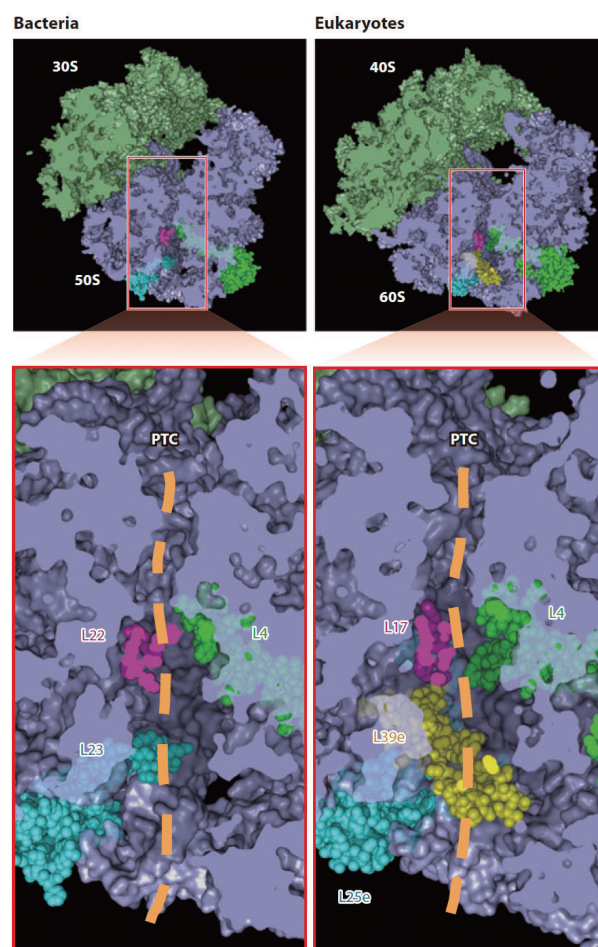 Bacteria
Eukaryotes
30S
40S
50S
60S
PTC
PTC
L22
L4
L17
L4
L23
L39e
L25e